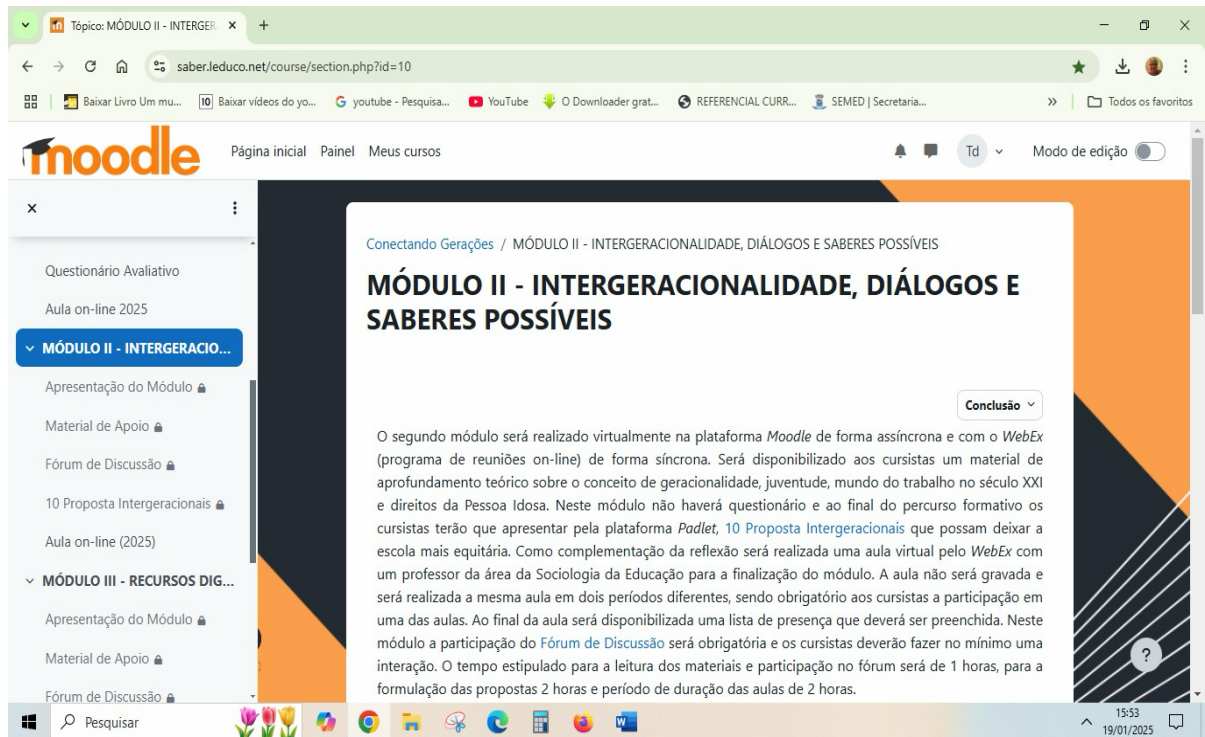 Tópico: MÓDULO II - INTERGER
saber.leduco.net/course/section.php?id=10
Baixar Livro Um mu... Baixar vídeos do yo... youtube - Pesquisa... YouTube O Downloader grat... REFERENCIAL CURR... SEMED | Secretaria... » Todos os favoritos
moodle Página inicial Painel Meus cursos Td Modo de edição
Questionário Avaliativo
Aula on-line 2025
MÓDULO II - INTERGERACIO...
Apresentação do Módulo
Material de Apoio
Fórum de Discussão
10 Proposta Intergeracionais
Aula on-line (2025)
MÓDULO III - RECURSOS DIG...
Apresentação do Módulo
Material de Apoio
Fórum de Discussão
Conectando Gerações / MÓDULO II - INTERGERACIONALIDADE, DIÁLOGOS E SABERES POSSÍVEIS
MÓDULO II - INTERGERACIONALIDADE, DIÁLOGOS E
SABERES POSSÍVEIS
Conclusão
O segundo módulo será realizado virtualmente na plataforma Moodle de forma assíncrona e com o WebEx
(programa de reuniões on-line) de forma síncrona. Será disponibilizado aos cursistas um material de
aprofundamento teórico sobre o conceito de geracionalidade, juventude, mundo do trabalho no século XXI
e direitos da Pessoa Idosa. Neste módulo não haverá questionário e ao final do percurso formativo os
cursistas terão que apresentar pela plataforma Padlet, 10 Proposta Intergeracionais que possam deixar a
escola mais equitária. Como complementação da reflexão será realizada uma aula virtual pelo WebEx com
um professor da área da Sociologia da Educação para a finalização do módulo. A aula não será gravada e
será realizada a mesma aula em dois períodos diferentes, sendo obrigatório aos cursistas a participação em
uma das aulas. Ao final da aula será disponibilizada uma lista de presença que deverá ser preenchida. Neste
módulo a participação do Fórum de Discussão será obrigatória e os cursistas deverão fazer no mínimo uma
interação. O tempo estipulado para a leitura dos materiais e participação no fórum será de 1 horas, para a
formulação das propostas 2 horas e período de duração das aulas de 2 horas.
?
Pesquisar
15:53
19/01/2025